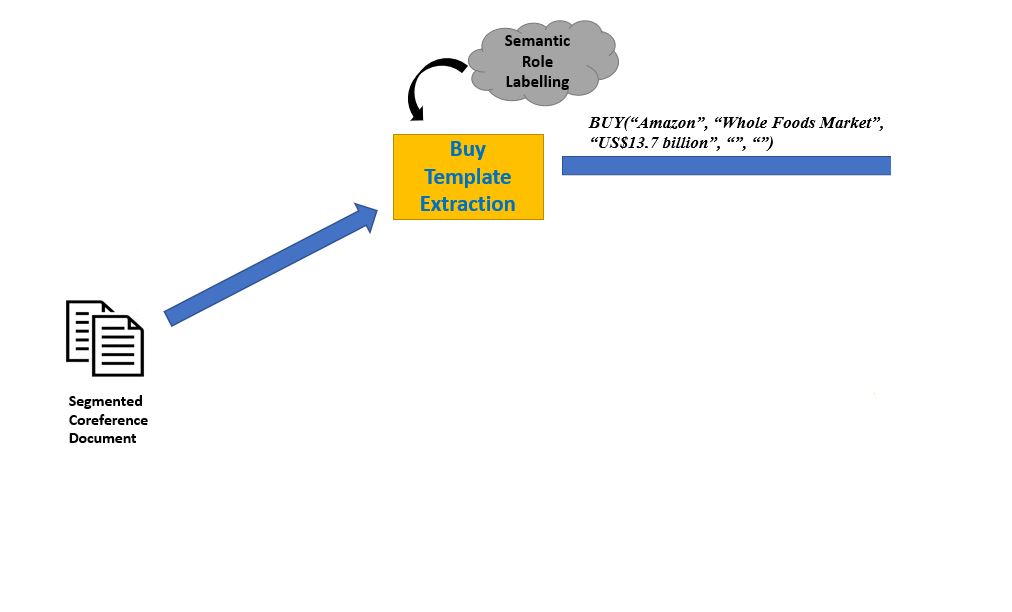 Semantic
Role
Labelling
Buy
Template
Extraction
BUY(“Amazon”, “Whole Foods Market”,
“US$13.7 billion”, “”, “”)
Segmented
Coreference
Document